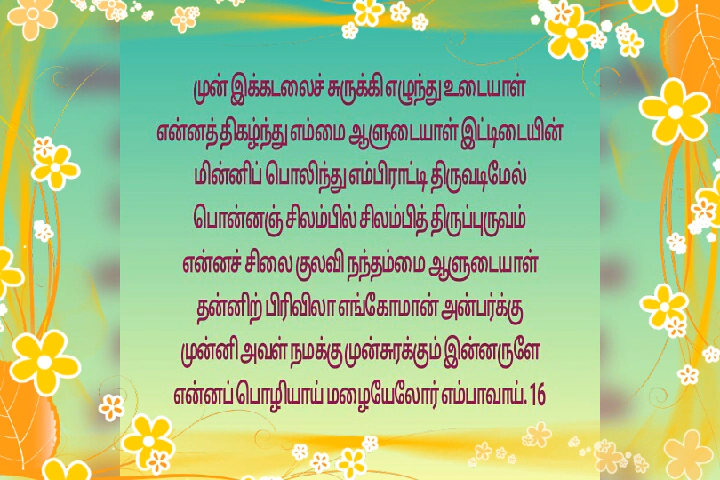 முன் இக்கடலைச் சுருக்கி எழுந்து உடையாள்
என்னத் திகழ்ந்து எம்மை ஆளுடையாள் இட்டிடையின்
மின்னிப் பொலிந்து எம்பிராட்டி திருவடிமேல்
பொன்னஞ் சிலம்பில் சிலம்பித் திருப்புருவம்
என்னச் சிலை குலவி நந்தம்மை ஆளுடையாள்
தன்னிற் பிரிவிலா எங்கோமான் அன்பர்க்கு
முன்னி அவள் நமக்கு முன்சுரக்கும் இன்னருளே
என்னப் பொழியாய் மழையேலோர் எம்பாவாய். 16